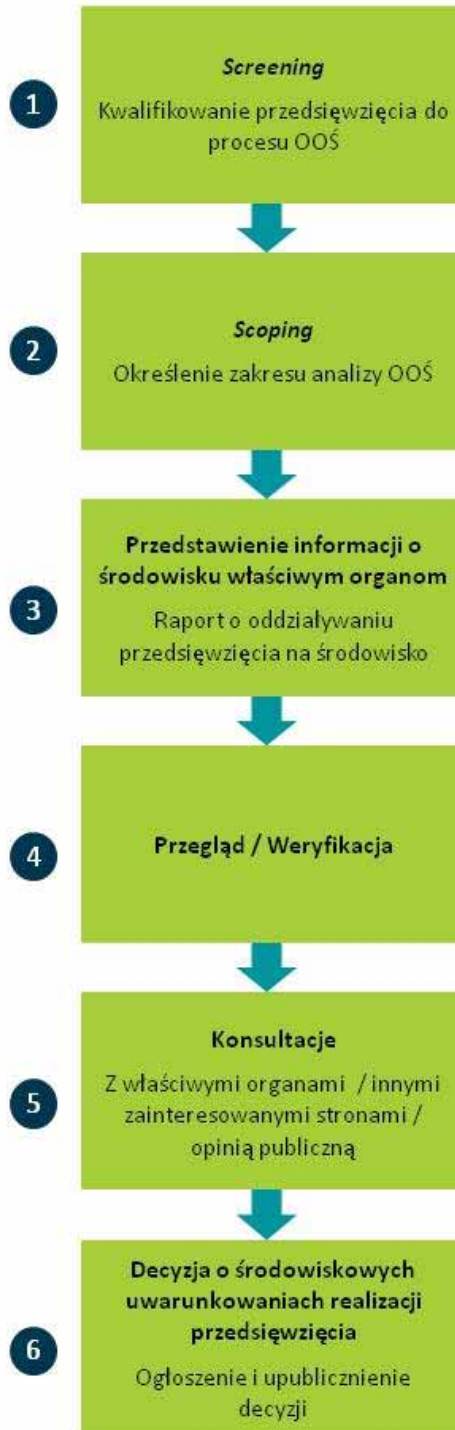 1
Screening
Kwalifikowanie przedsięwzięcia do
procesu OOŚ
2
Scoping
Określenie zakresu analizy OOŚ
3
Przedstawienie informacji o
środowisku właściwym organom
Raport o oddziaływaniu
przedsięwzięcia na środowisko
4
Przegląd / Weryfikacja
5
Konsultacje
Z właściwymi organami / innymi
zainteresowanymi stronami /
opinią publiczną
6
Decyzja o środowiskowych
uwarunkowaniach realizacji
przedsięwzięcia
Ogłoszenie i upublicznienie
decyzji